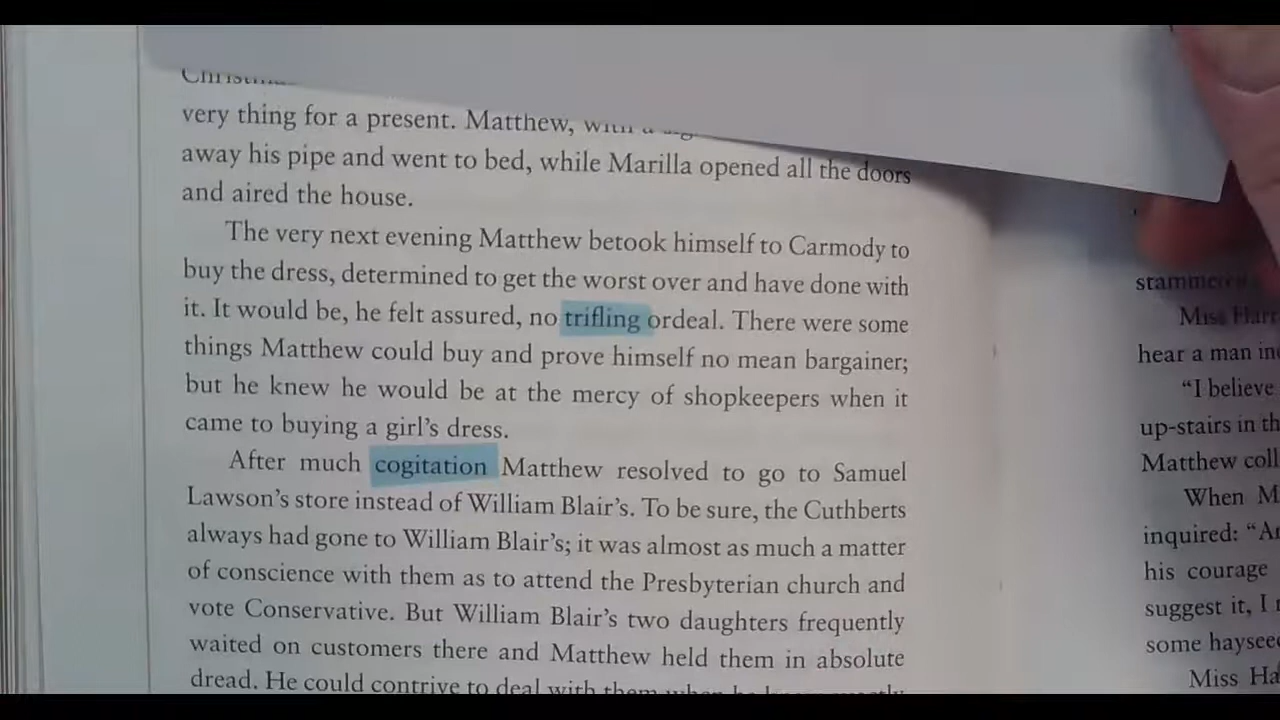 very thing for a present. Matthew,
away his pipe and went to bed, while Marilla opened all the doors
and aired the house.
The very next evening Matthew betook himself to Carmody to
buy the dress, determined to get the worst over and have done with
it. It would be, he felt assured, no trifling ordeal. There were some
things Matthew could buy and prove himself no mean bargainer;
but he knew he would be at the mercy of shopkeepers when it
came to buying a girl's dress.
After much cogitation Matthew resolved to go to Samuel
Lawson's store instead of William Blair's. To be sure, the Cuthberts
always had gone to William Blair's; it was almost as much a matter
of conscience with them as to attend the Presbyterian church and
vote Conservative. But William Blair's two daughters frequently
waited on customers there and Matthew held them in absolute
dread. He could contrive to deal with them when he
Miss
hear a man
"I believe
up-stairs in
Matthew
When
inquired:
his courage
suggest it, I
some
Miss